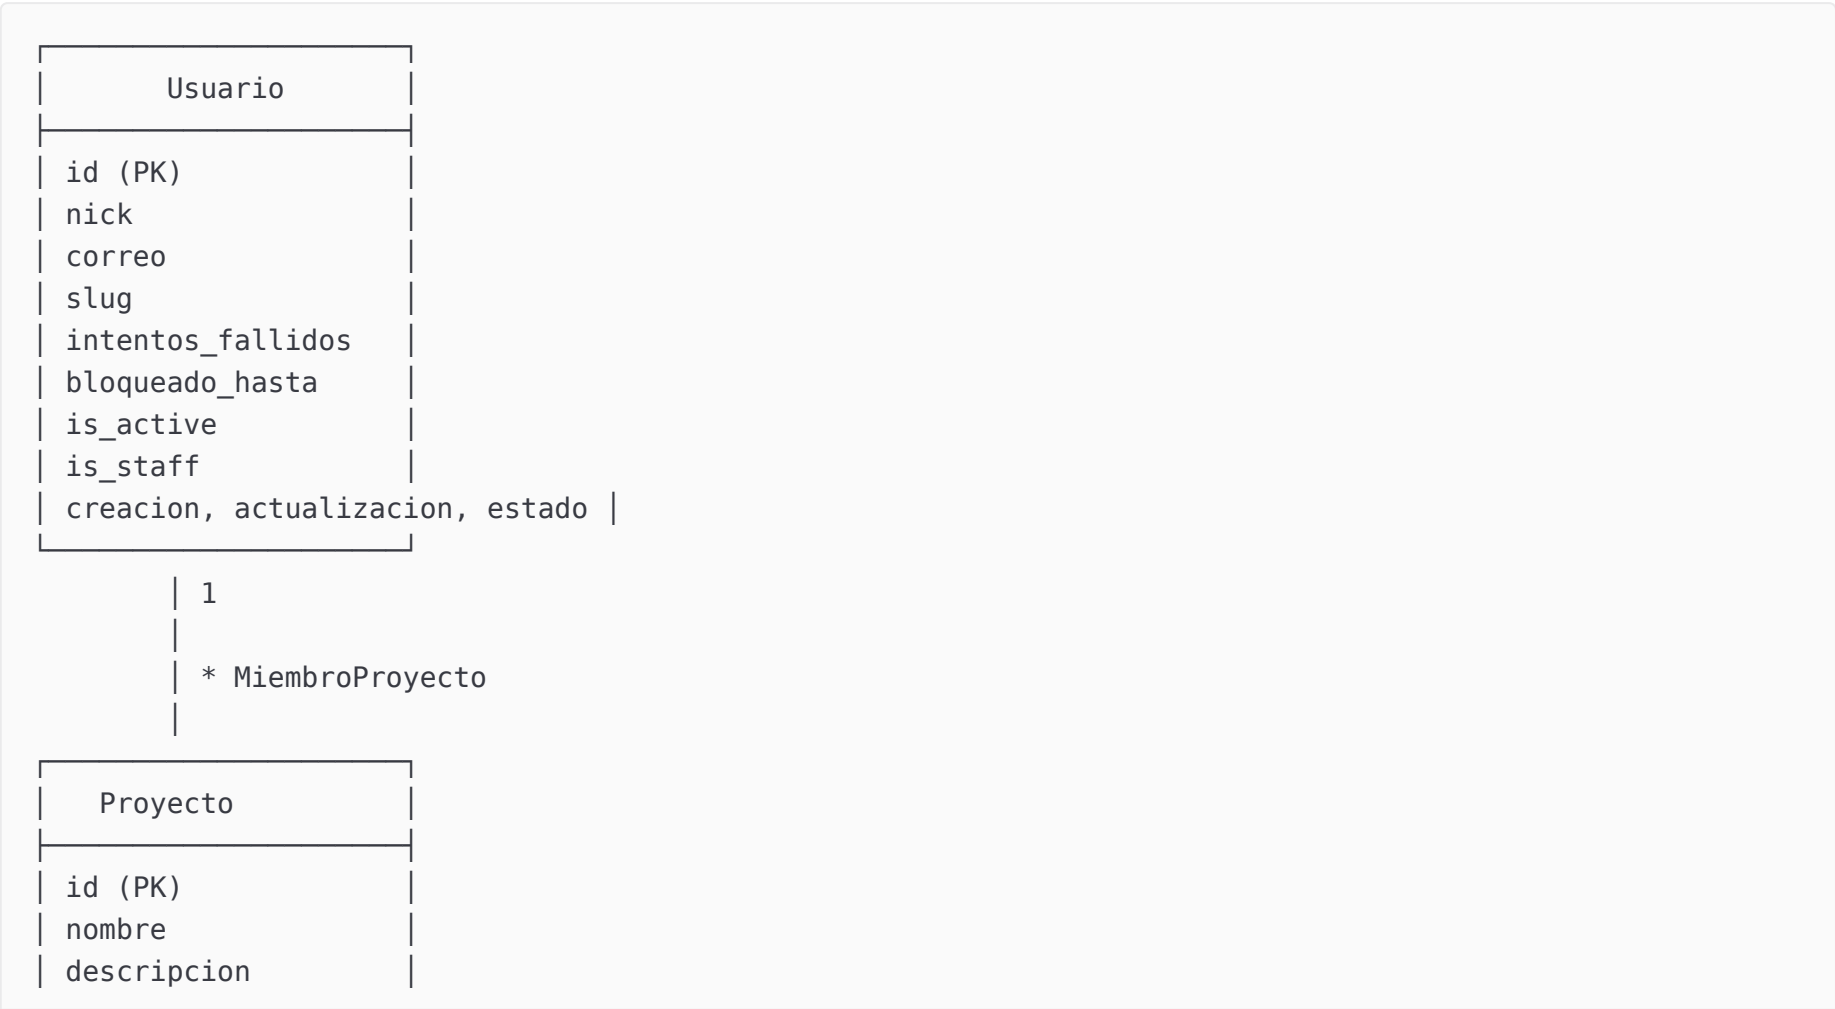 Usuario
id (PK)
nick
correo
slug
intentos_fallidos
bloqueado_hasta
is_active
is_staff
creacion, actualizacion, estado
1
* MiembroProyecto
Proyecto
id (PK)
nombre
descripcion